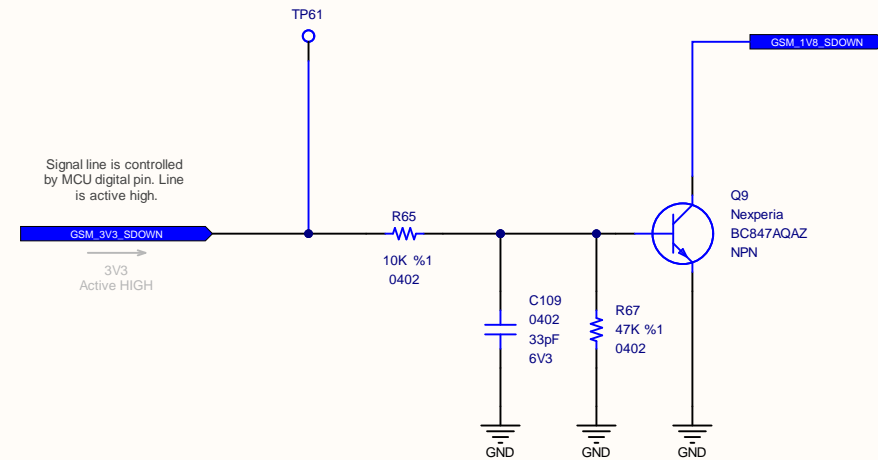 TP61
GSM_1V8_SDOWN
Signal line is controlled
by MCU digital pin. Line
is active high.
GSM_3V3_SDOWN
3V3
Active HIGH
R65
10K %1
0402
C109
0402
33pF
6V3
R67
47K %1
0402
Q9
Nexperia
BC847AQAZ
NPN
GND
GND
GND